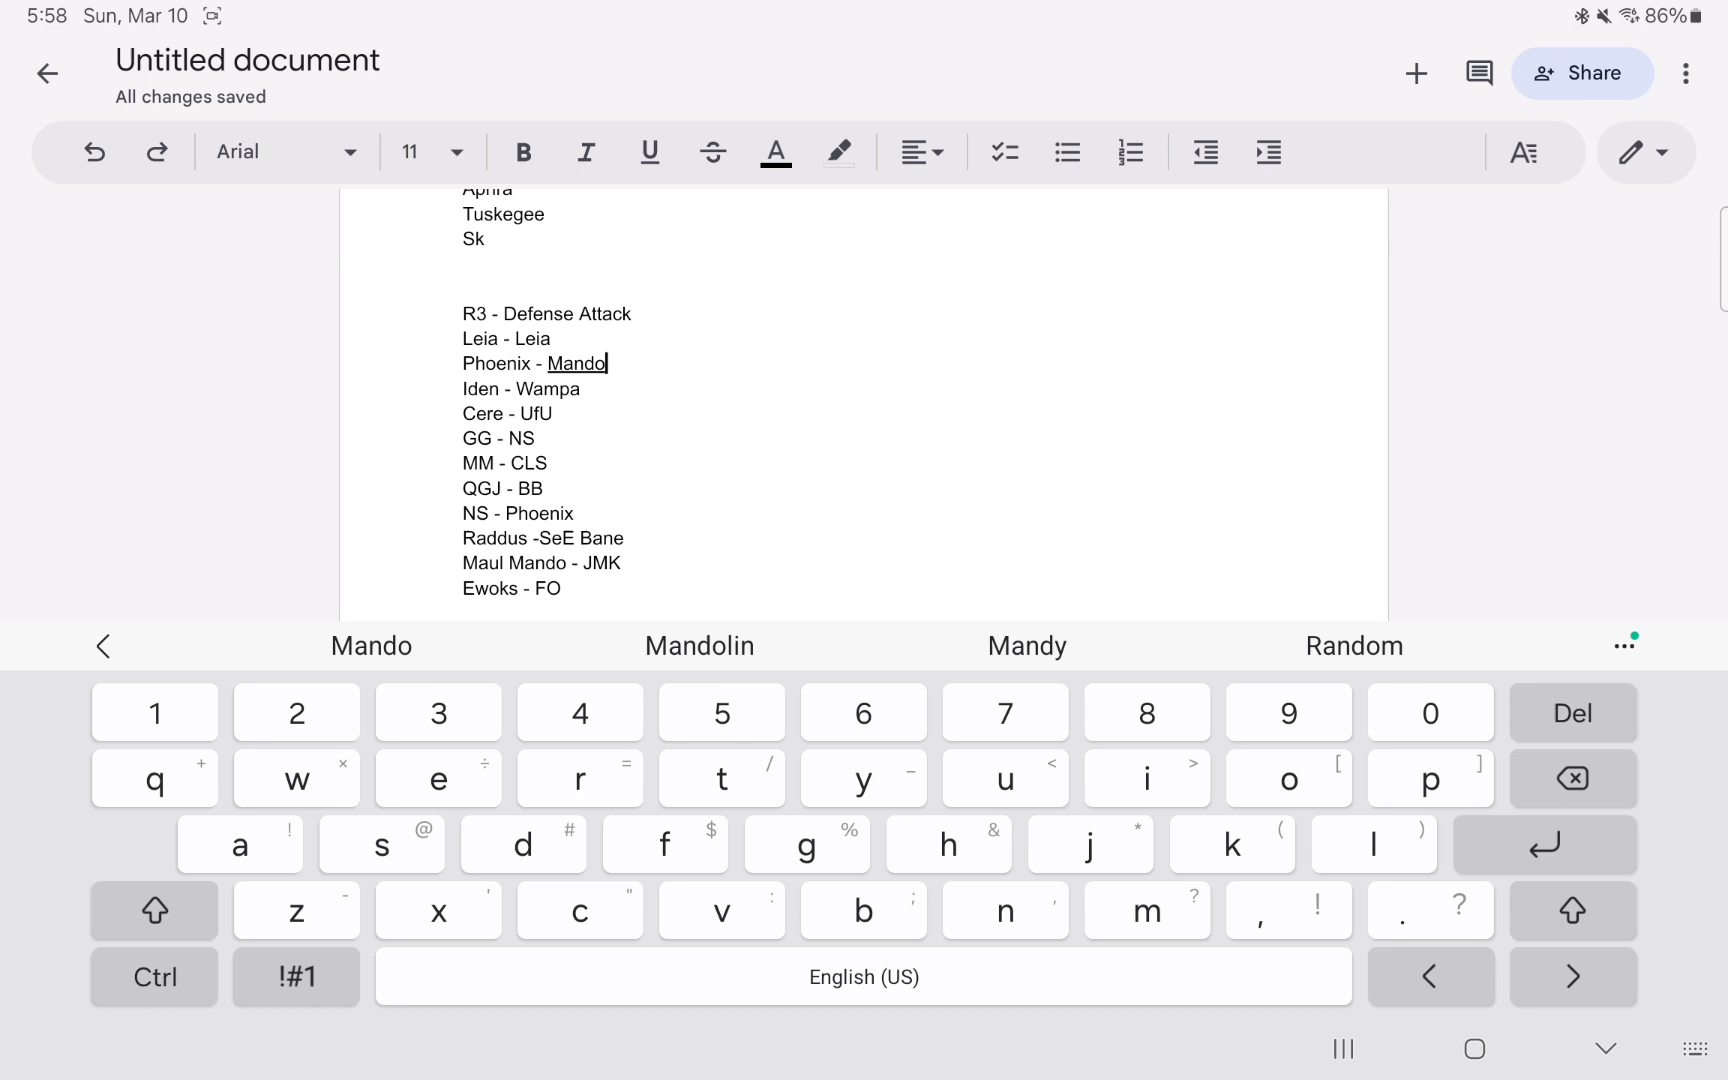 5:58 Sun, Mar 10 86%
Untitled document
All changes saved
Share
Arial 11 B I U S A
Aphra
Tuskegee
Sk
R3 - Defense Attack
Leia - Leia
Phoenix - Mando
Iden - Wampa
Cere - UfU
GG - NS
MM - CLS
QGJ - BB
NS - Phoenix
Raddus -SeE Bane
Maul Mando - JMK
Ewoks - FO
Mando Mandolin Mandy Random ...
1 2 3 4 5 6 7 8 9 0 Del
q + w × e ÷ r = t / y _ u < i > o [ p ]
a ! s @ d # f $ g % h & j * k ( l )
z - x ' c " v : b ; n , m ? , ! . ?
Ctrl !#1 English (US) < >